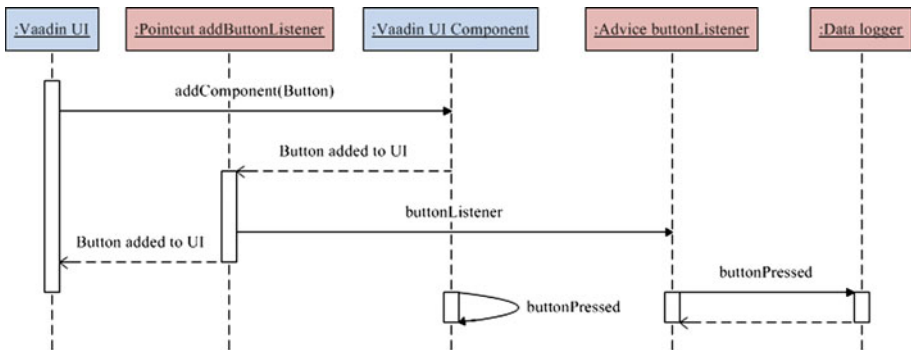 :Vaadin UI
:Pointcut addButtonListener
:Vaadin UI Component
:Advice buttonListener
:Data logger
addComponent(Button)
Button added to UI
buttonListener
Button added to UI
buttonPressed
buttonPressed